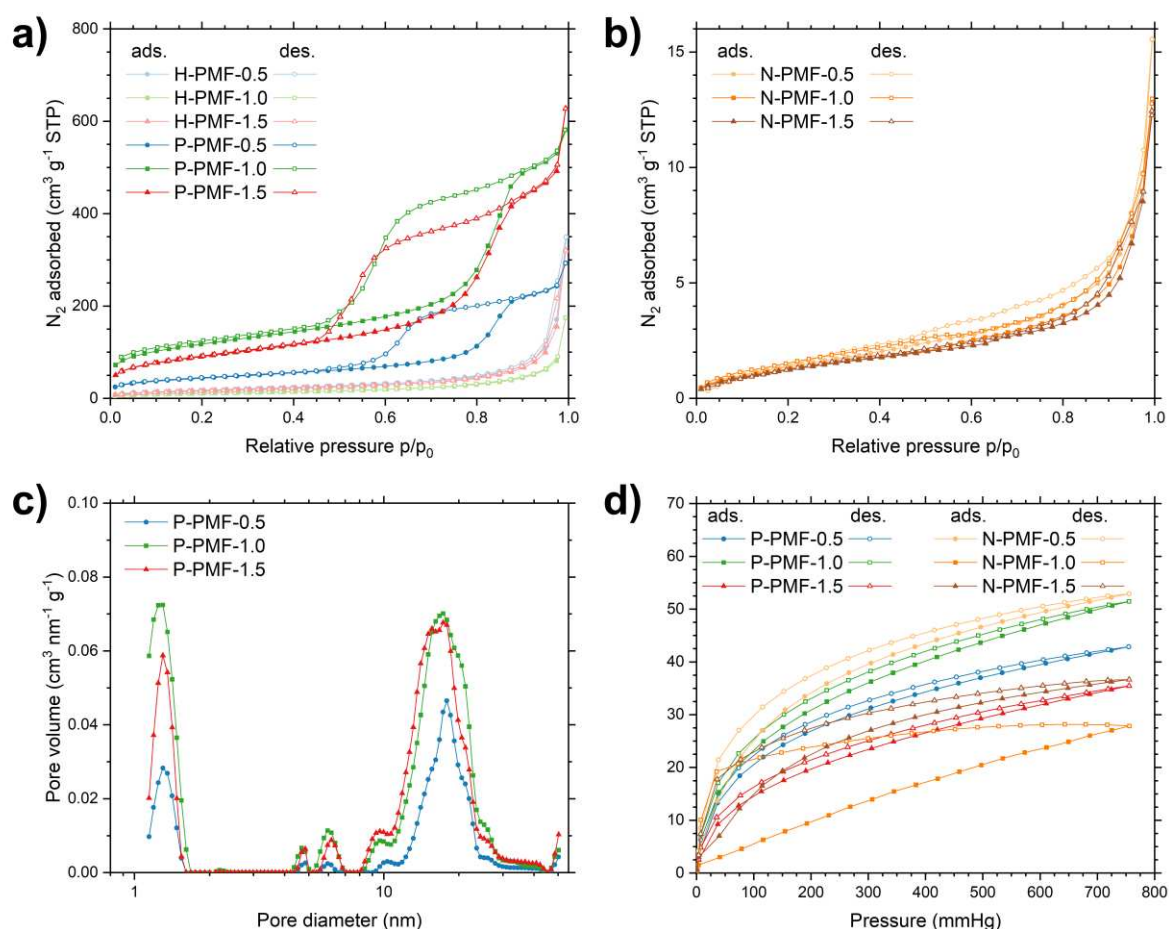 a)
ads. des.
H-PMF-0.5
H-PMF-1.0
H-PMF-1.5
P-PMF-0.5
P-PMF-1.0
P-PMF-1.5
800
600
400
200
0
N₂ adsorbed (cm³ g⁻¹ STP)
0.0 0.2 0.4 0.6 0.8 1.0
Relative pressure p/p₀
b)
ads. des.
N-PMF-0.5
N-PMF-1.0
N-PMF-1.5
15
10
5
0
N₂ adsorbed (cm³ g⁻¹ STP)
0.0 0.2 0.4 0.6 0.8 1.0
Relative pressure p/p₀
c)
P-PMF-0.5
P-PMF-1.0
P-PMF-1.5
0.10
0.08
0.06
0.04
0.02
0.00
Pore volume (cm³ nm⁻¹ g⁻¹)
1 10
Pore diameter (nm)
d)
ads. des. ads. des.
P-PMF-0.5 N-PMF-0.5
P-PMF-1.0 N-PMF-1.0
P-PMF-1.5 N-PMF-1.5
70
60
50
40
30
20
10
0
0 100 200 300 400 500 600 700 800
Pressure (mmHg)